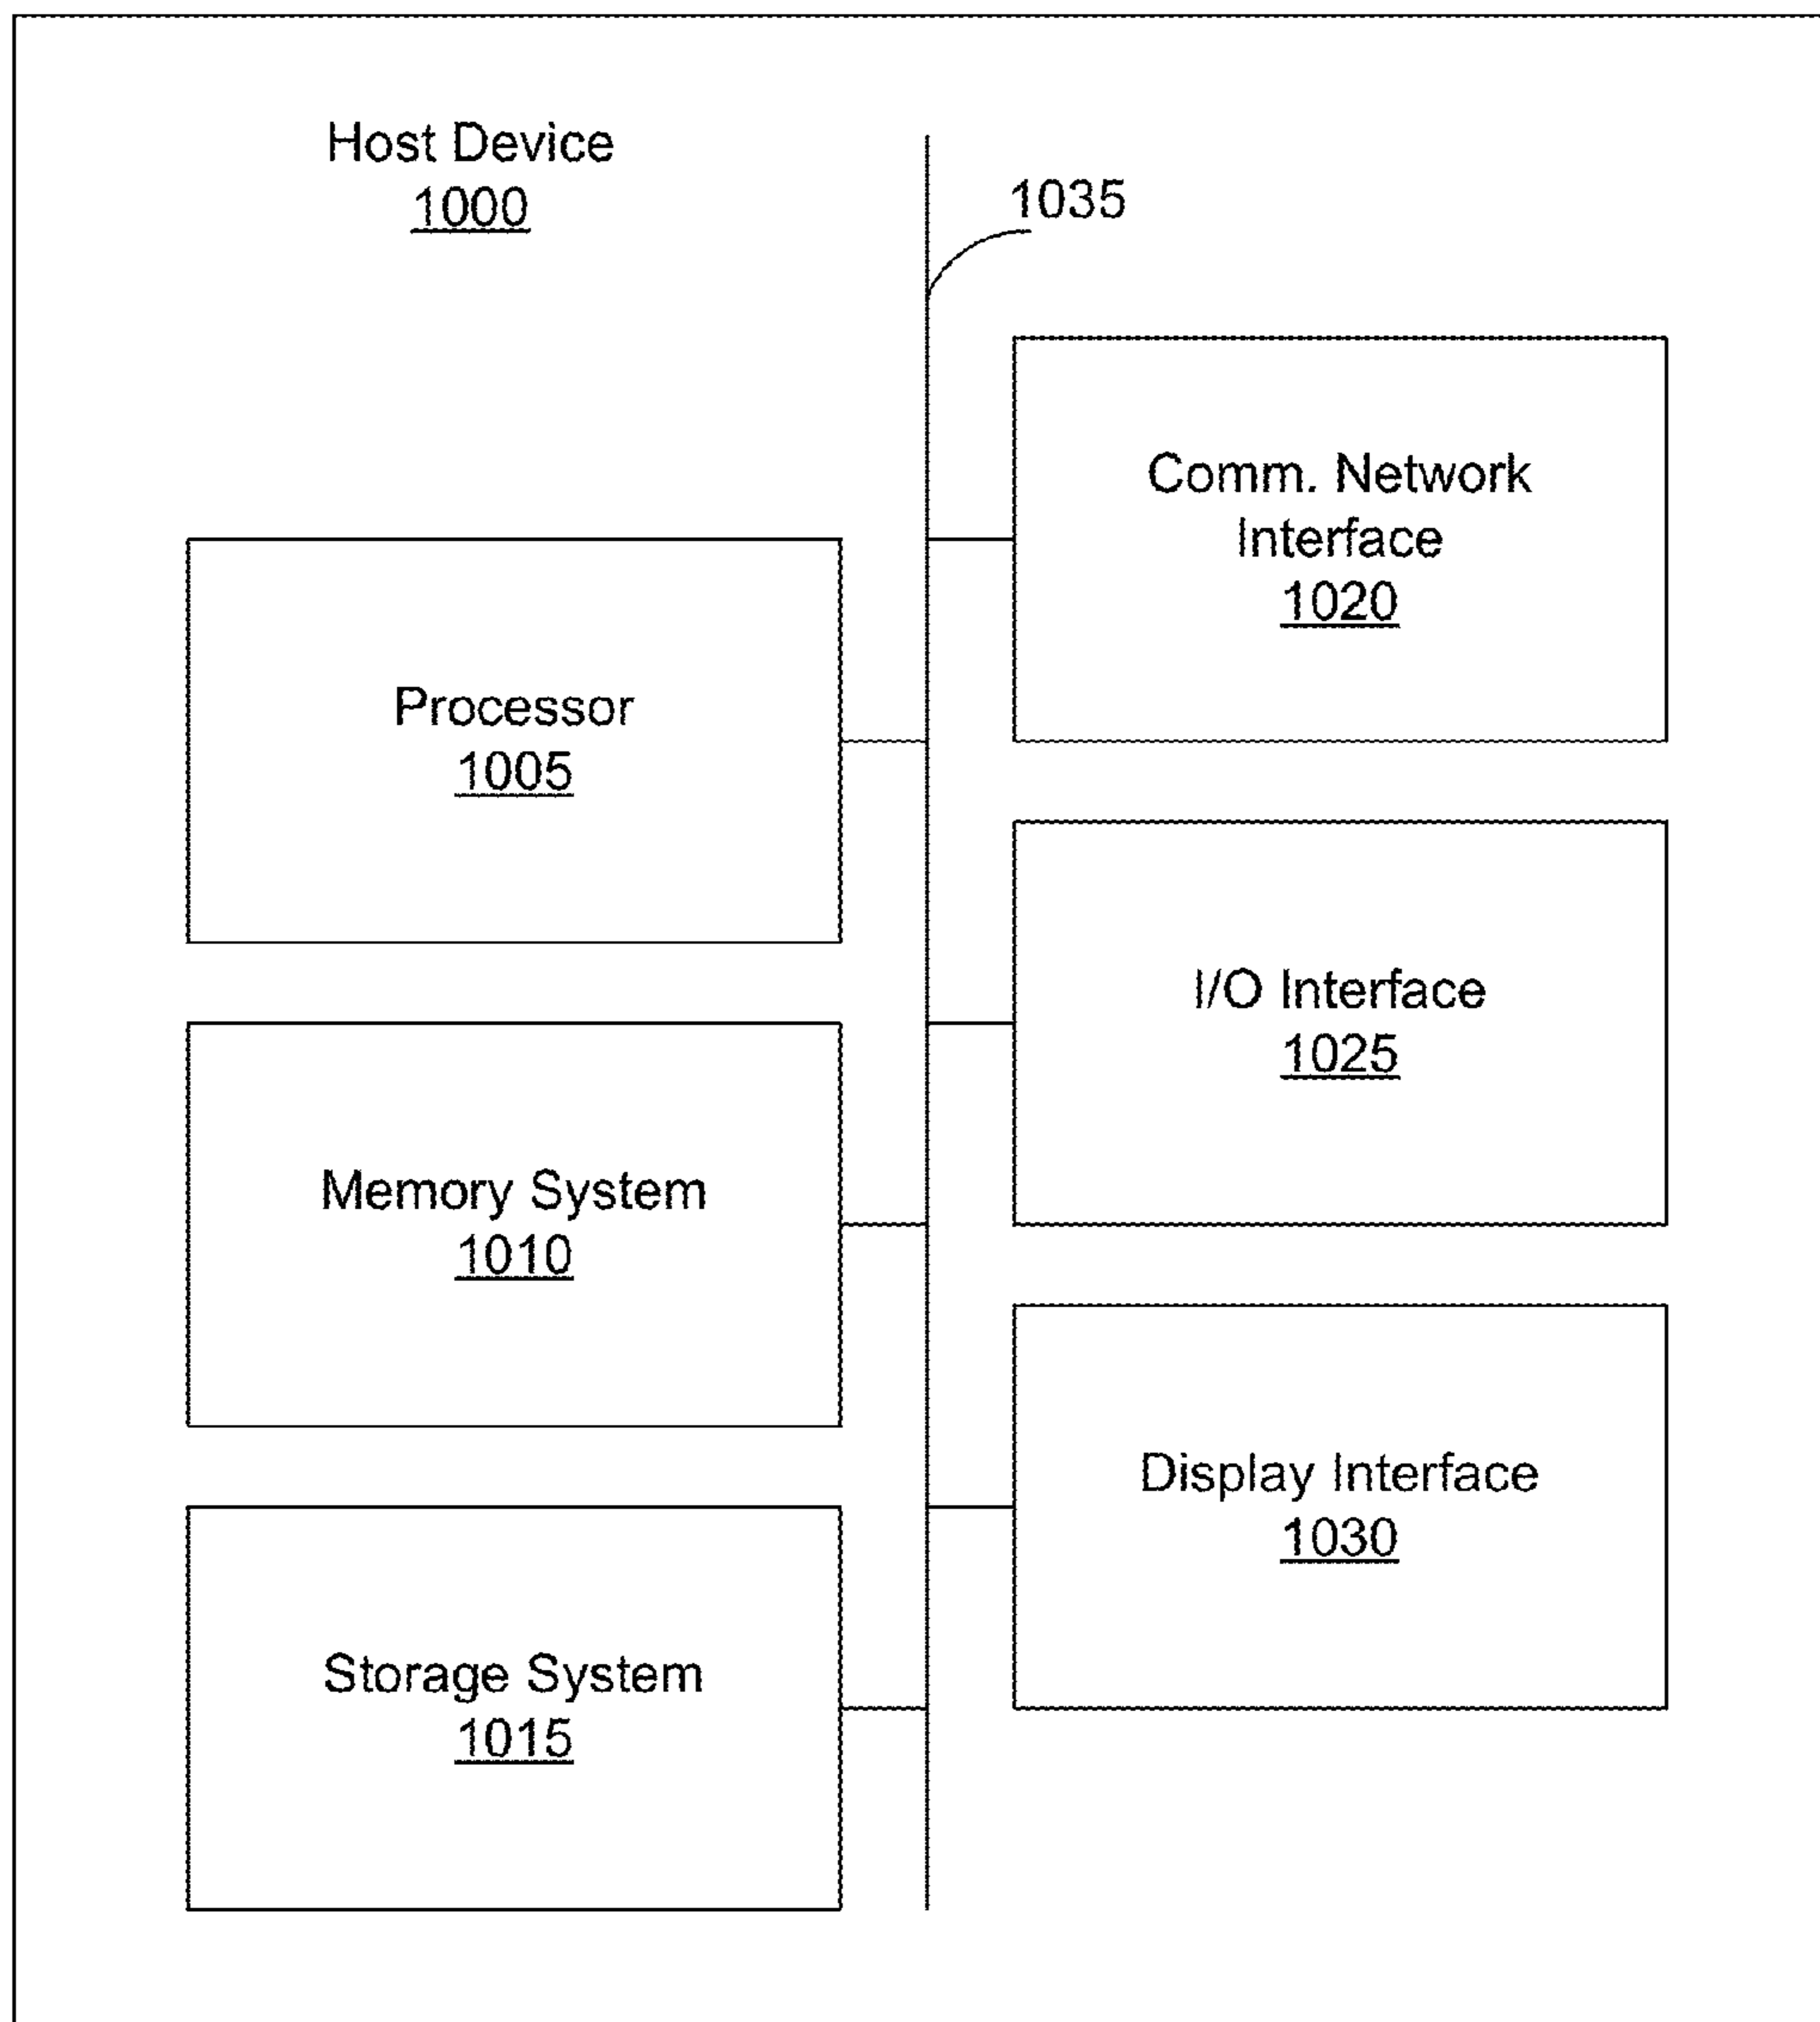 Host Device
1000
1035
Comm. Network
Interface
1020
Processor
1005
I/O Interface
1025
Memory System
1010
Display Interface
1030
Storage System
1015